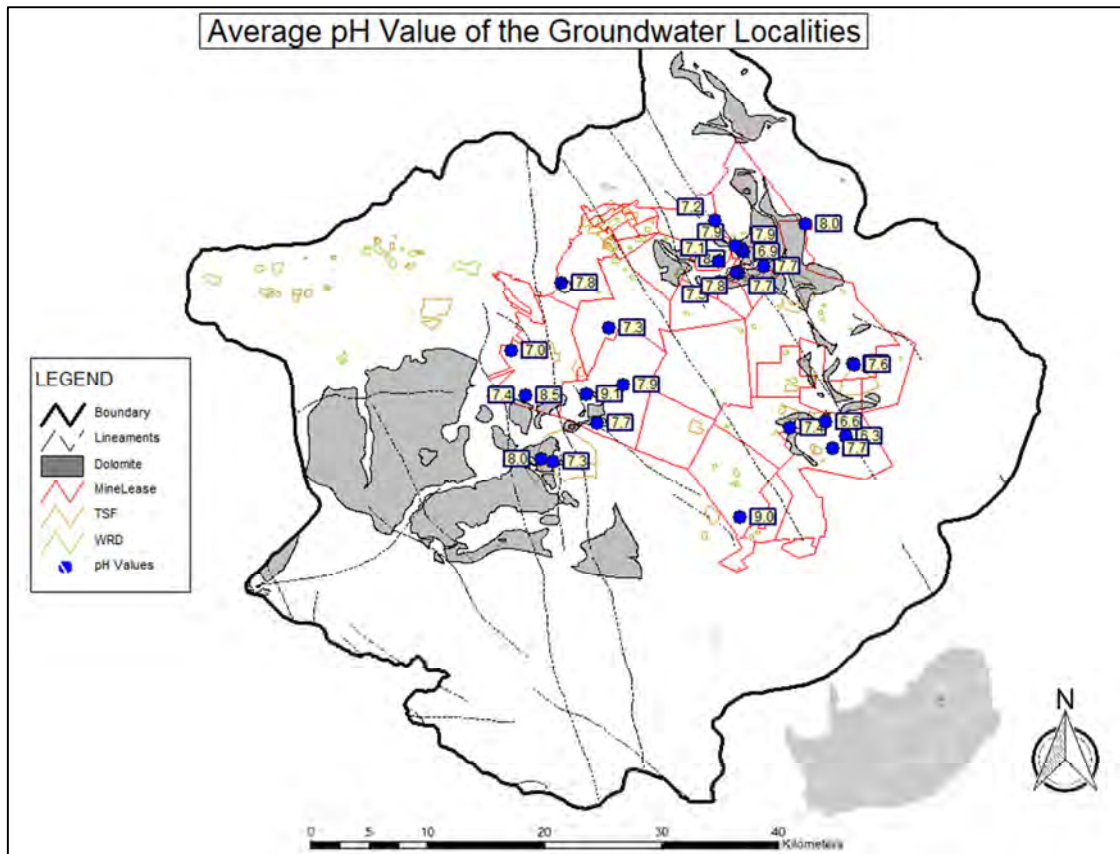 Average pH Value of the Groundwater Localities
7.2
8.0
7.9
7.9
7.1
6.9
7.7
7.8
7.8
7.7
7.3
7.0
7.6
7.9
7.4
8.5
9.1
7.7
6.6
7.4
6.3
7.7
8.0
7.3
9.0
LEGEND
Boundary
Lineaments
Dolomite
MineLease
TSF
WRD
pH Values
N
0 5 10 20 30 40
Kilometers